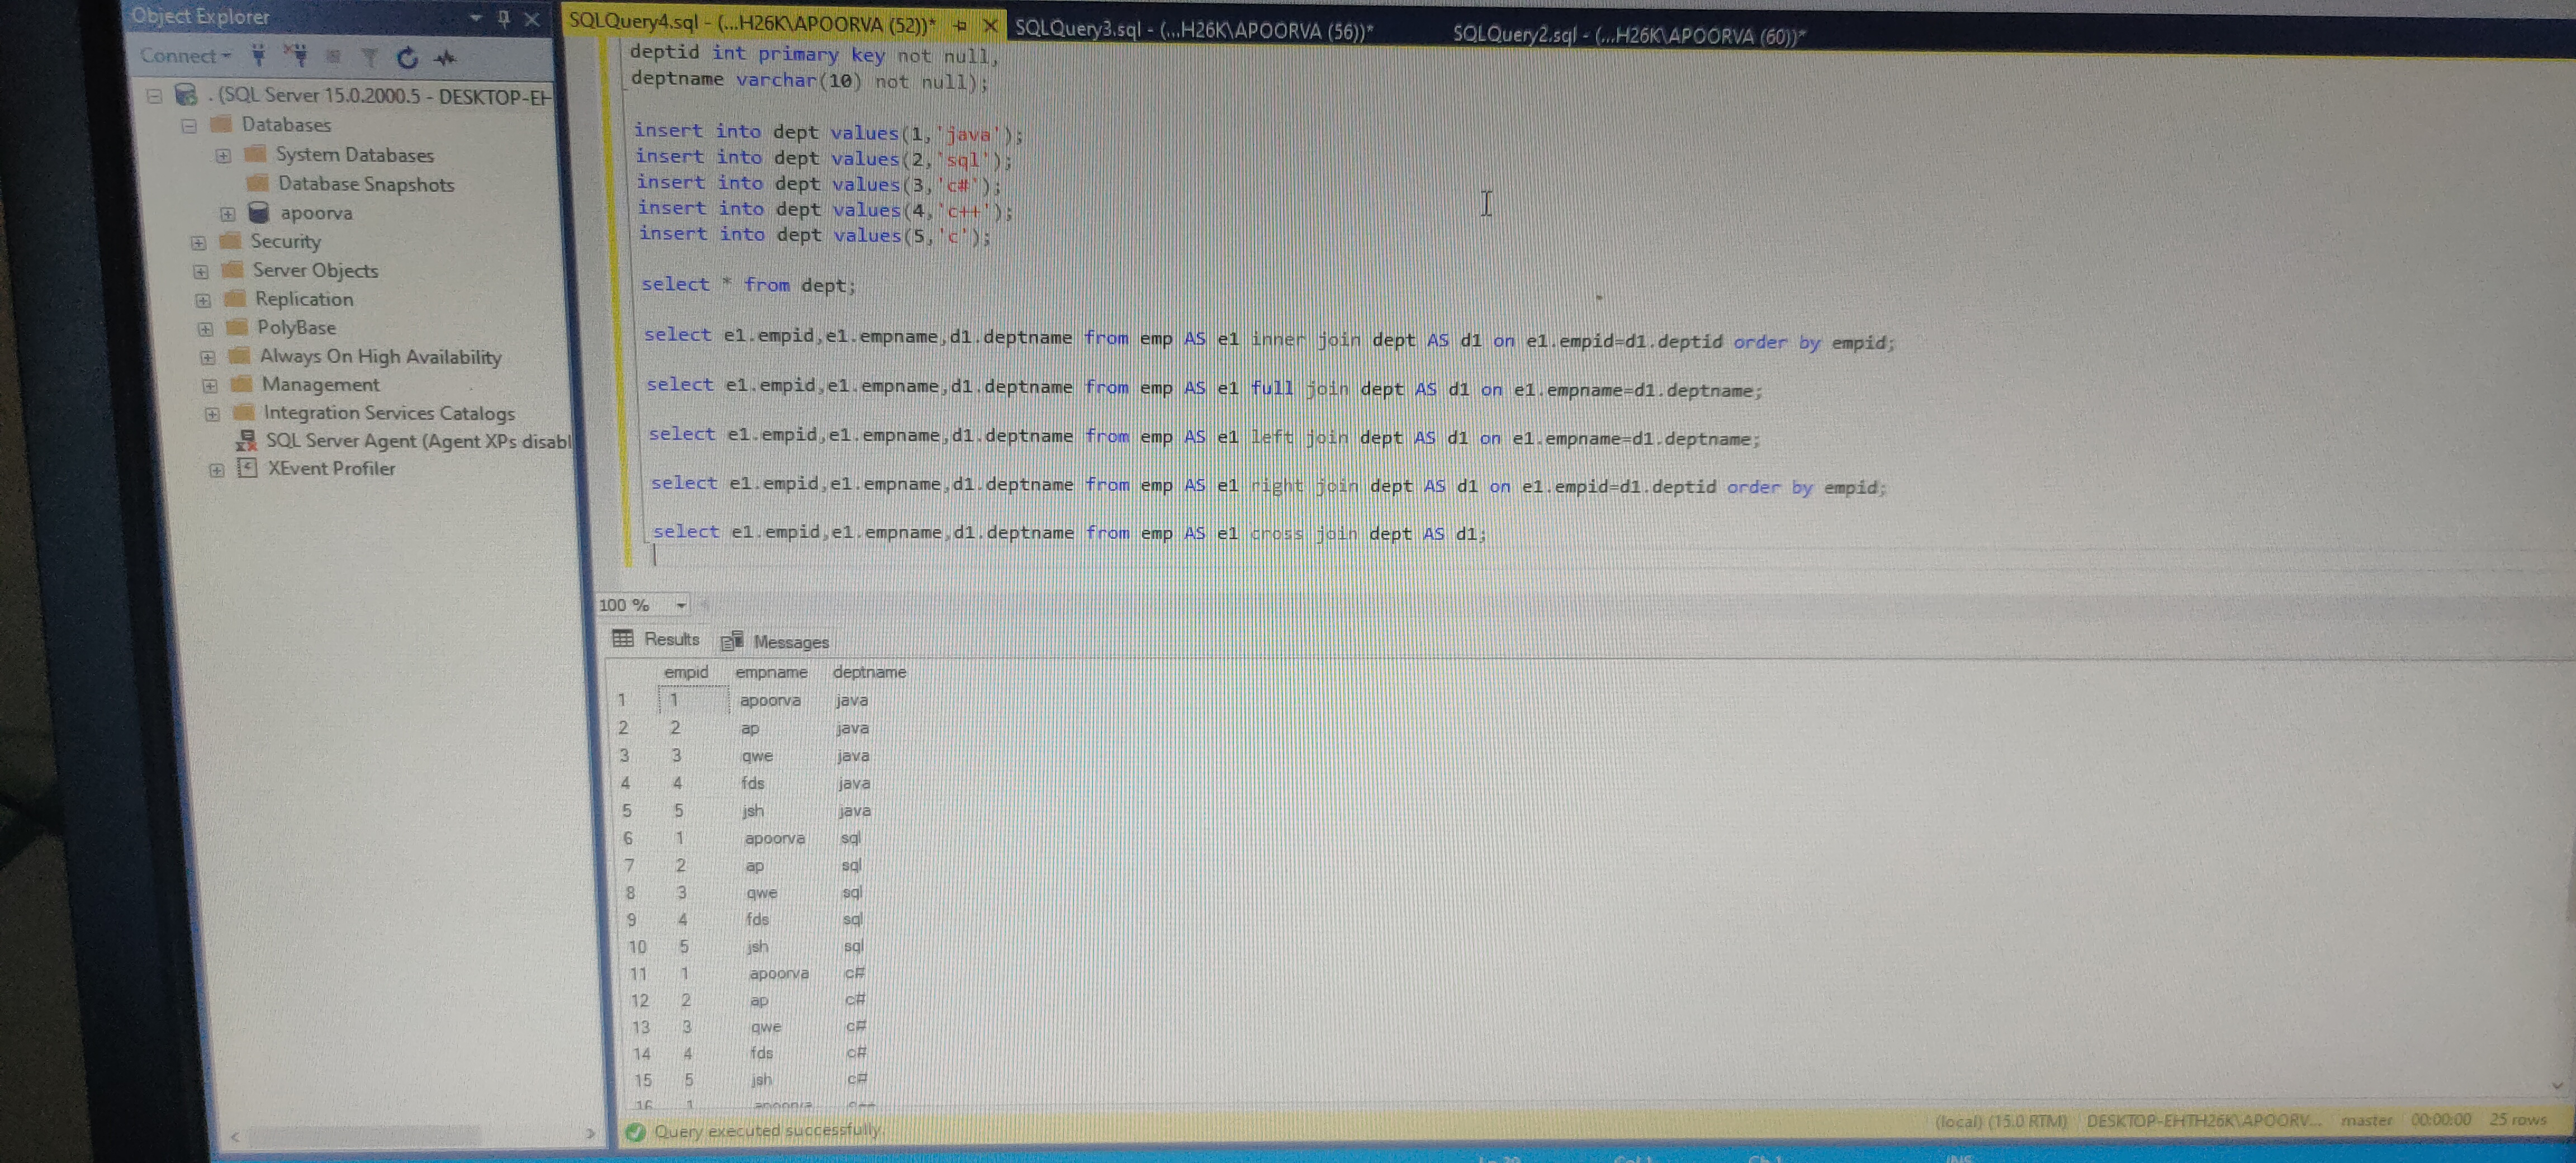 Object Explorer
Connect
. (SQL Server 15.0.2000.5 - DESKTOP-EH
Databases
System Databases
Database Snapshots
apoorva
Security
Server Objects
Replication
PolyBase
Always On High Availability
Management
Integration Services Catalogs
SQL Server Agent (Agent XPs disabl
XEvent Profiler
SQLQuery4.sql - (...H26K\APOORVA (52))*
SQLQuery3.sql - (...H26K\APOORVA (56))*
SQLQuery2.sql - (...H26K\APOORVA (60))*
deptid int primary key not null,
deptname varchar(10) not null);
insert into dept values(1,'java');
insert into dept values(2,'sql');
insert into dept values(3,'c#');
insert into dept values(4,'c++');
insert into dept values(5,'c');
select * from dept;
select e1.empid,e1.empname,d1.deptname from emp AS e1 inner join dept AS d1 on e1.empid=d1.deptid order by empid;
select e1.empid,e1.empname,d1.deptname from emp AS e1 full join dept AS d1 on e1.empname=d1.deptname;
select e1.empid,e1.empname,d1.deptname from emp AS e1 left join dept AS d1 on e1.empname=d1.deptname;
select e1.empid,e1.empname,d1.deptname from emp AS e1 right join dept AS d1 on e1.empid=d1.deptid order by empid;
select e1.empid,e1.empname,d1.deptname from emp AS e1 cross join dept AS d1;
100 %
Results Messages
empid empname deptname
1 1 apoorva java
2 2 ap java
3 3 qwe java
4 4 fds java
5 5 jsh java
6 1 apoorva sql
7 2 ap sql
8 3 qwe sql
9 4 fds sql
10 5 jsh sql
11 1 apoorva c#
12 2 ap c#
13 3 qwe c#
14 4 fds c#
15 5 jsh c#
16 1 apoorva c++
Query executed successfully.
(local) (15.0 RTM) DESKTOP-EHTH26K\APOORV... master 00:00:00 25 rows